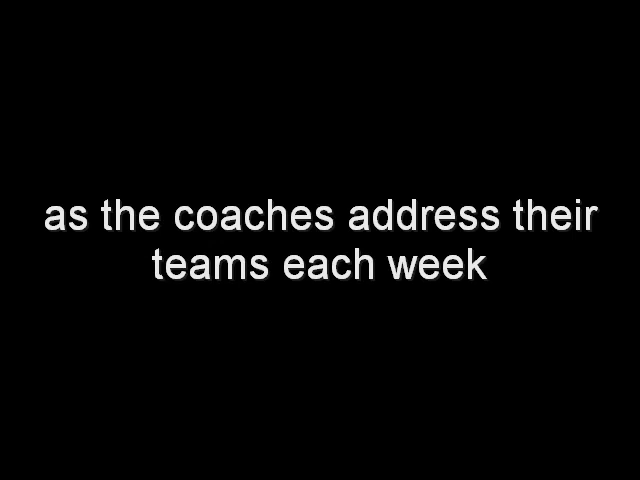 as the coaches address their
teams each week